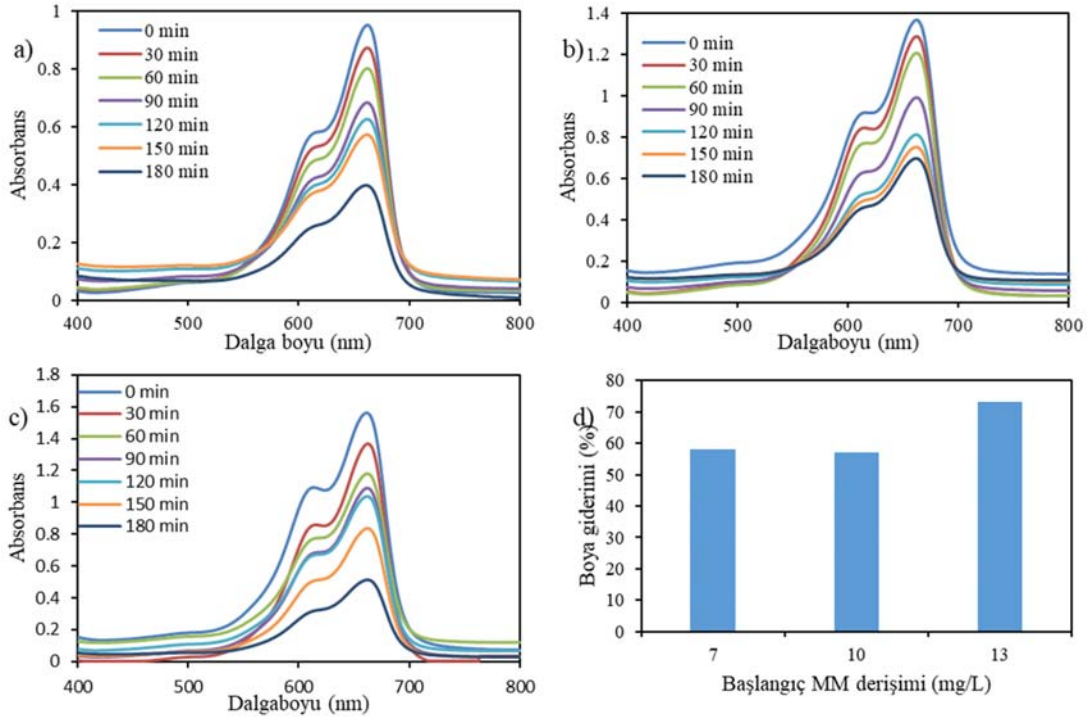 a)
1
0.8
0.6
0.4
0.2
0
Absorbans
0 min
30 min
60 min
90 min
120 min
150 min
180 min
400
500
600
700
800
Dalga boyu (nm)
b)
1.4
1.2
1
0.8
0.6
0.4
0.2
0
Absorbans
0 min
30 min
60 min
90 min
120 min
150 min
180 min
400
500
600
700
800
Dalgaboyu (nm)
c)
1.8
1.6
1.4
1.2
1
0.8
0.6
0.4
0.2
0
Absorbans
0 min
30 min
60 min
90 min
120 min
150 min
180 min
400
500
600
700
800
Dalgaboyu (nm)
d)
80
70
60
50
40
30
20
10
0
Boya giderimi (%)
7
10
13
Başlangıç MM derişimi (mg/L)